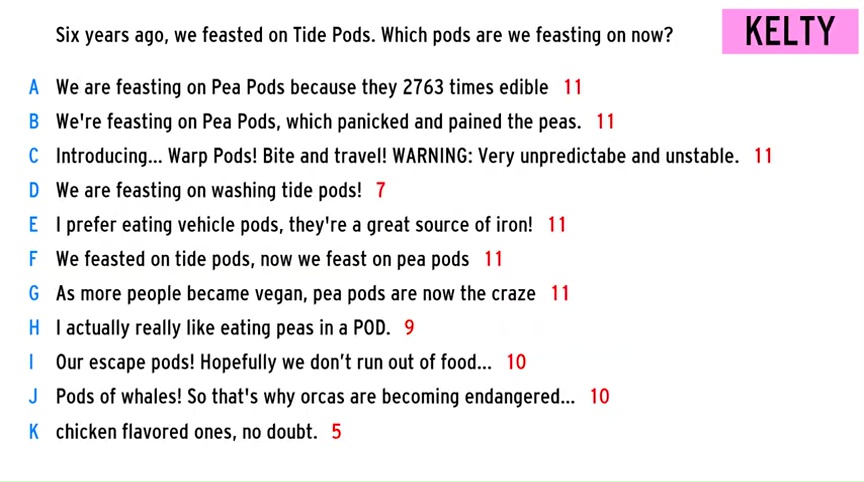 Six years ago, we feasted on Tide Pods. Which pods are we feasting on now?
KELTY
A We are feasting on Pea Pods because they 2763 times edible 11
B We're feasting on Pea Pods, which panicked and pained the peas. 11
C Introducing... Warp Pods! Bite and travel! WARNING: Very unpredictabe and unstable. 11
D We are feasting on washing tide pods! 7
E I prefer eating vehicle pods, they're a great source of iron! 11
F We feasted on tide pods, now we feast on pea pods 11
G As more people became vegan, pea pods are now the craze 11
H I actually really like eating peas in a POD. 9
I Our escape pods! Hopefully we don’t run out of food... 10
J Pods of whales! So that's why orcas are becoming endangered... 10
K chicken flavored ones, no doubt. 5